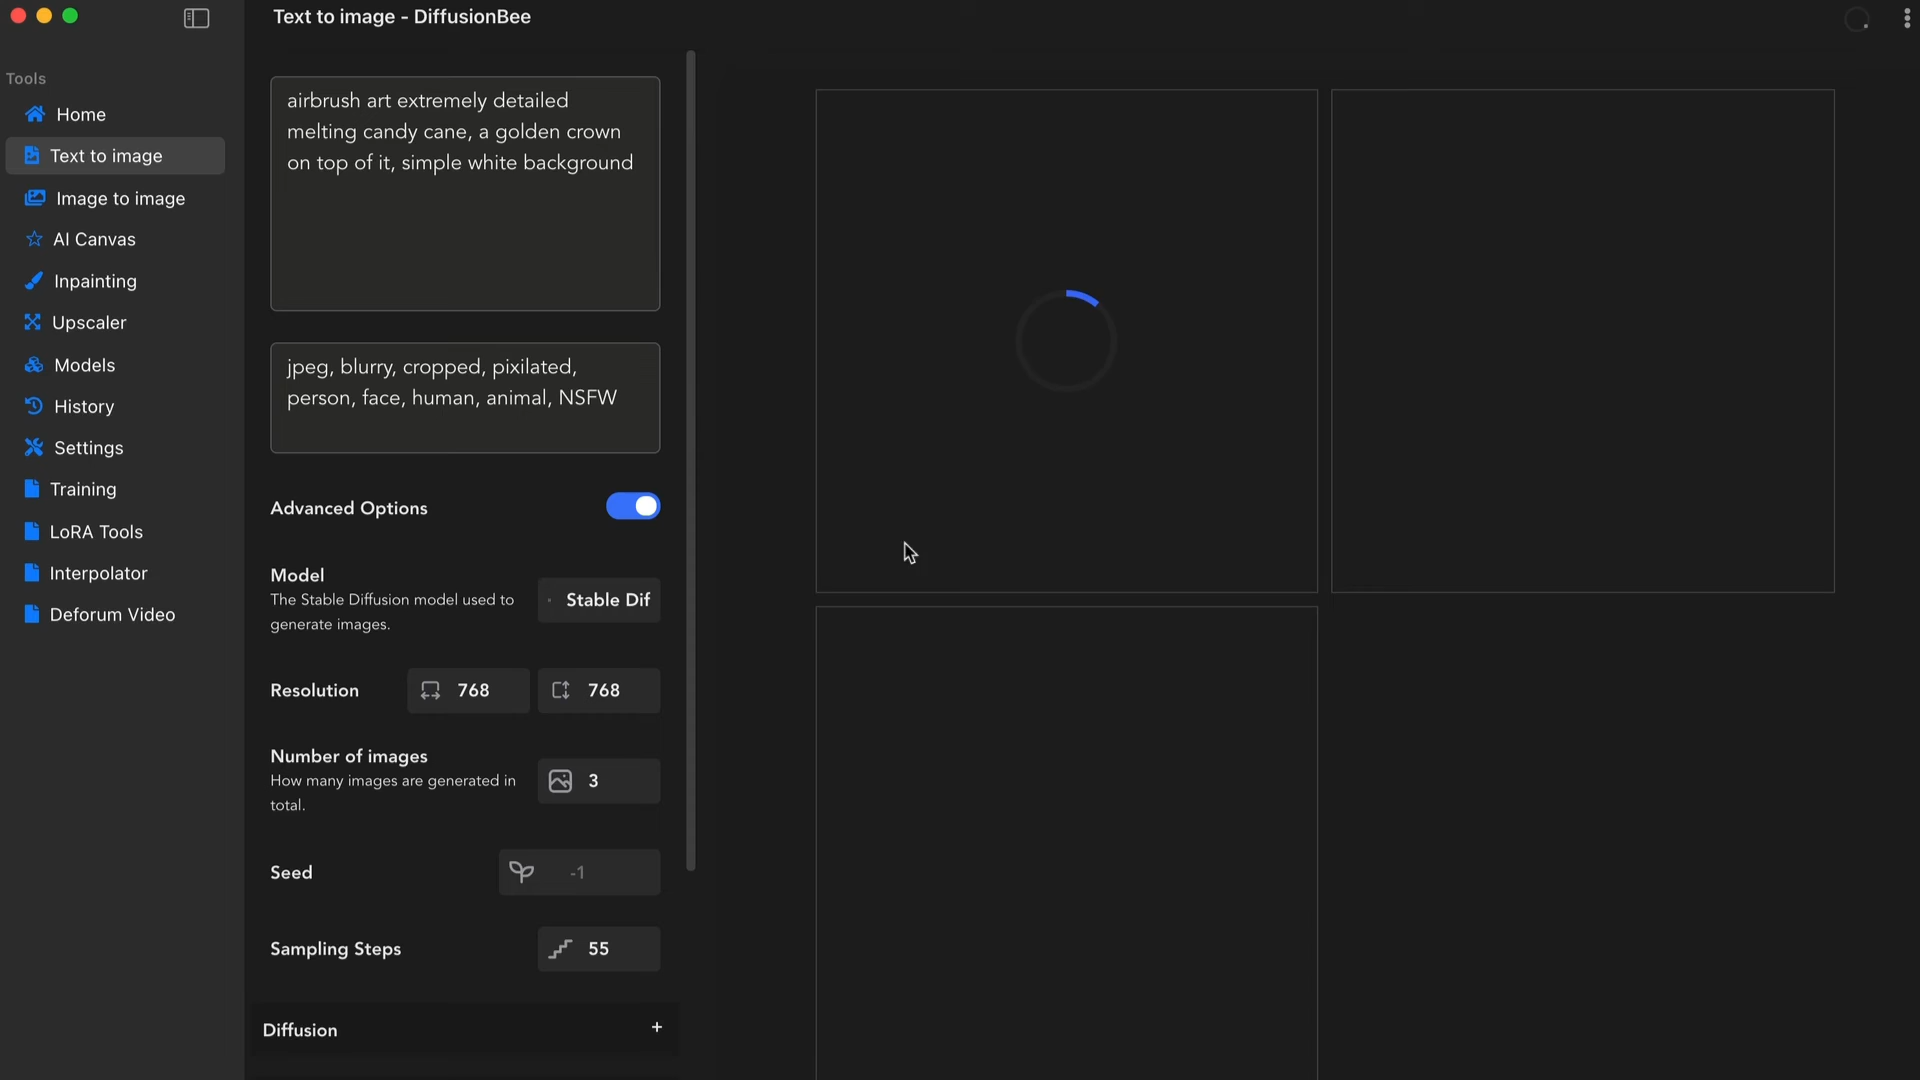 Text to image - DiffusionBee
Tools
Home
Text to image
Image to image
AI Canvas
Inpainting
Upscaler
Models
History
Settings
Training
LoRA Tools
Interpolator
Deforum Video
airbrush art extremely detailed
melting candy cane, a golden crown
on top of it, simple white background
jpeg, blurry, cropped, pixilated,
person, face, human, animal, NSFW
Advanced Options
Model
The Stable Diffusion model used to
generate images.
Stable Dif
Resolution
768
768
Number of images
How many images are generated in
total.
3
Seed
-1
Sampling Steps
55
Diffusion
+